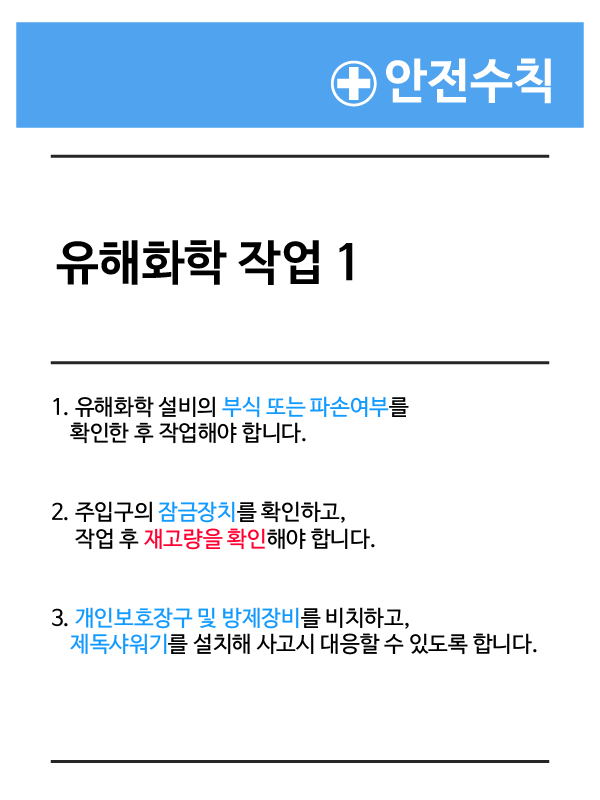 안전수칙
유해화학 작업 1
1. 유해화학 설비의 부식 또는 파손여부를
확인한 후 작업해야 합니다.
2. 주입구의 잠금장치를 확인하고,
작업 후 재고량을 확인해야 합니다.
3. 개인보호장구 및 방제장비를 비치하고,
제독샤워기를 설치해 사고시 대응할 수 있도록 합니다.